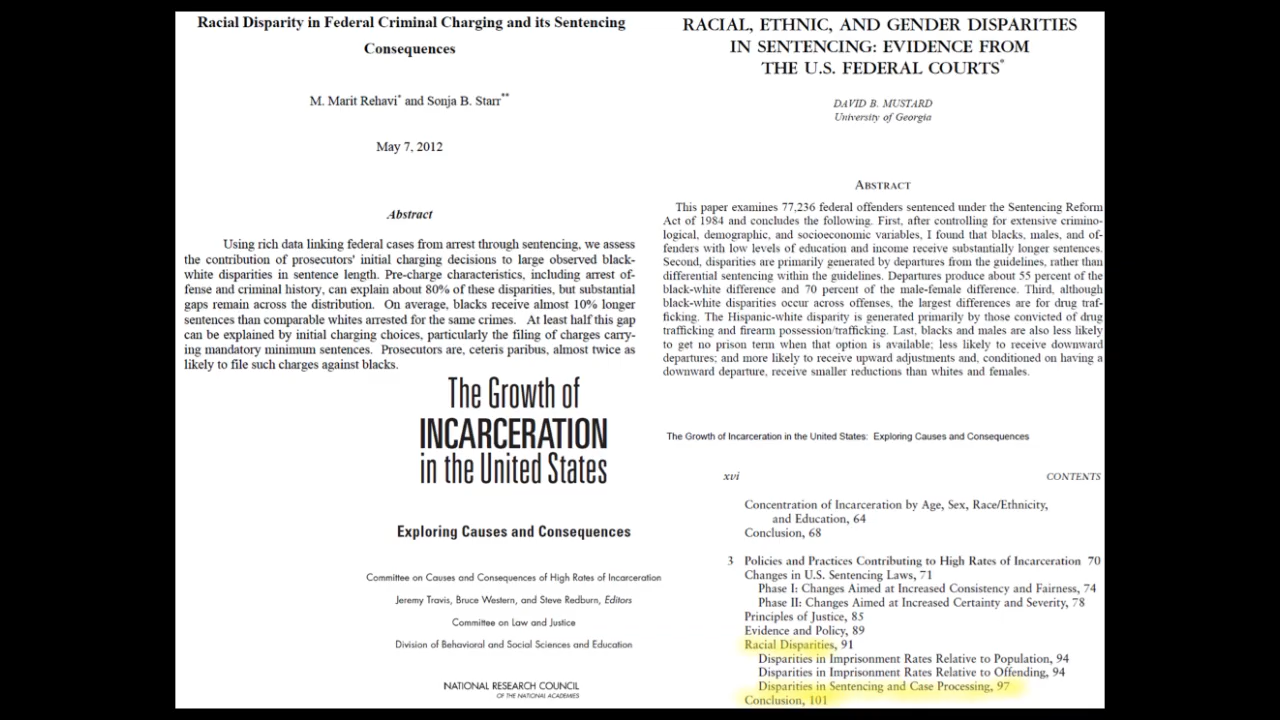 Racial Disparity in Federal Criminal Charging and its Sentencing
Consequences
M. Marit Rehavi* and Sonja B. Starr**
May 7, 2012
Abstract
Using rich data linking federal cases from arrest through sentencing, we assess
the contribution of prosecutors' initial charging decisions to large observed black-
white disparities in sentence length. Pre-charge characteristics, including arrest of-
fense and criminal history, can explain about 80% of these disparities, but substantial
gaps remain across the distribution. On average, blacks receive almost 10% longer
sentences than comparable whites arrested for the same crimes. At least half this gap
can be explained by initial charging choices, particularly the filing of charges carry-
ing mandatory minimum sentences. Prosecutors are, ceteris paribus, almost twice as
likely to file such charges against blacks.
RACIAL, ETHNIC, AND GENDER DISPARITIES
IN SENTENCING: EVIDENCE FROM
THE U.S. FEDERAL COURTS*
DAVID B. MUSTARD
University of Georgia
ABSTRACT
This paper examines 77,236 federal offenders sentenced under the Sentencing Reform
Act of 1984 and concludes the following. First, after controlling for extensive crimino-
logical, demographic, and socioeconomic variables, I found that blacks, males, and of-
fenders with low levels of education and income receive substantially longer sentences.
Second, disparities are primarily generated by departures from the guidelines, rather than
differential sentencing within the guidelines. Departures produce about 55 percent of the
black-white difference and 70 percent of the male-female difference. Third, although
black-white disparities occur across offenses, the largest differences are for drug traf-
ficking. The Hispanic-white disparity is generated primarily by those convicted of drug
trafficking and firearm possession/trafficking. Last, blacks and males are also less likely
to get no prison term when that option is available; less likely to receive downward
departures; and more likely to receive upward adjustments and, conditioned on having a
downward departure, receive smaller reductions than whites and females.
The Growth of
INCARCERATION
in the United States
Exploring Causes and Consequences
Committee on Causes and Consequences of High Rates of Incarceration
Jeremy Travis, Bruce Western, and Steve Redburn, Editors
Committee on Law and Justice
Division of Behavioral and Social Sciences and Education
NATIONAL RESEARCH COUNCIL
OF THE NATIONAL ACADEMIES
The Growth of Incarceration in the United States: Exploring Causes and Consequences
xvi CONTENTS
Concentration of Incarceration by Age, Sex, Race/Ethnicity,
and Education, 64
Conclusion, 68
3 Policies and Practices Contributing to High Rates of Incarceration 70
Changes in U.S. Sentencing Laws, 71
Phase I: Changes Aimed at Increased Consistency and Fairness, 74
Phase II: Changes Aimed at Increased Certainty and Severity, 78
Principles of Justice, 85
Evidence and Policy, 89
Racial Disparities, 91
Disparities in Imprisonment Rates Relative to Population, 94
Disparities in Imprisonment Rates Relative to Offending, 94
Disparities in Sentencing and Case Processing, 97
Conclusion, 101